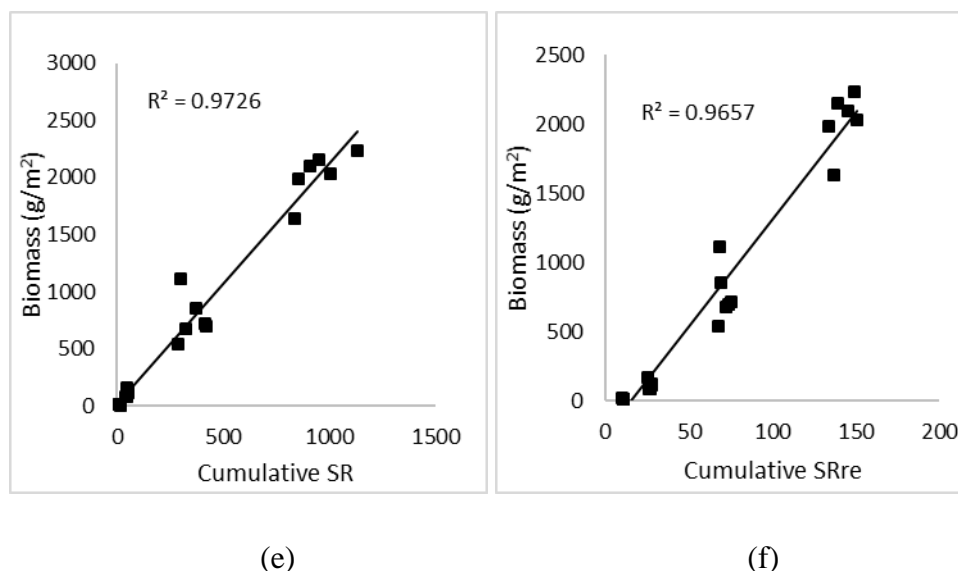 3000
2500
2000
1500
1000
500
0
Biomass (g/m²)
R² = 0.9726
0 500 1000 1500
Cumulative SR
(e)
2500
2000
1500
1000
500
0
Biomass (g/m²)
R² = 0.9657
0 50 100 150 200
Cumulative SRre
(f)